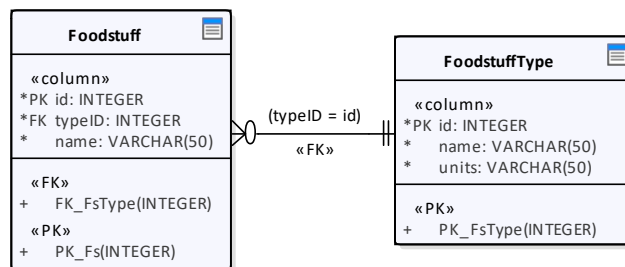 Foodstuff
«column»
*PK id: INTEGER
*FK typeID: INTEGER
* name: VARCHAR(50)
«FK»
+ FK_FsType(INTEGER)
«PK»
+ PK_Fs(INTEGER)
(typeID = id)
«FK»
FoodstuffType
«column»
*PK id: INTEGER
* name: VARCHAR(50)
* units: VARCHAR(50)
«PK»
+ PK_FsType(INTEGER)